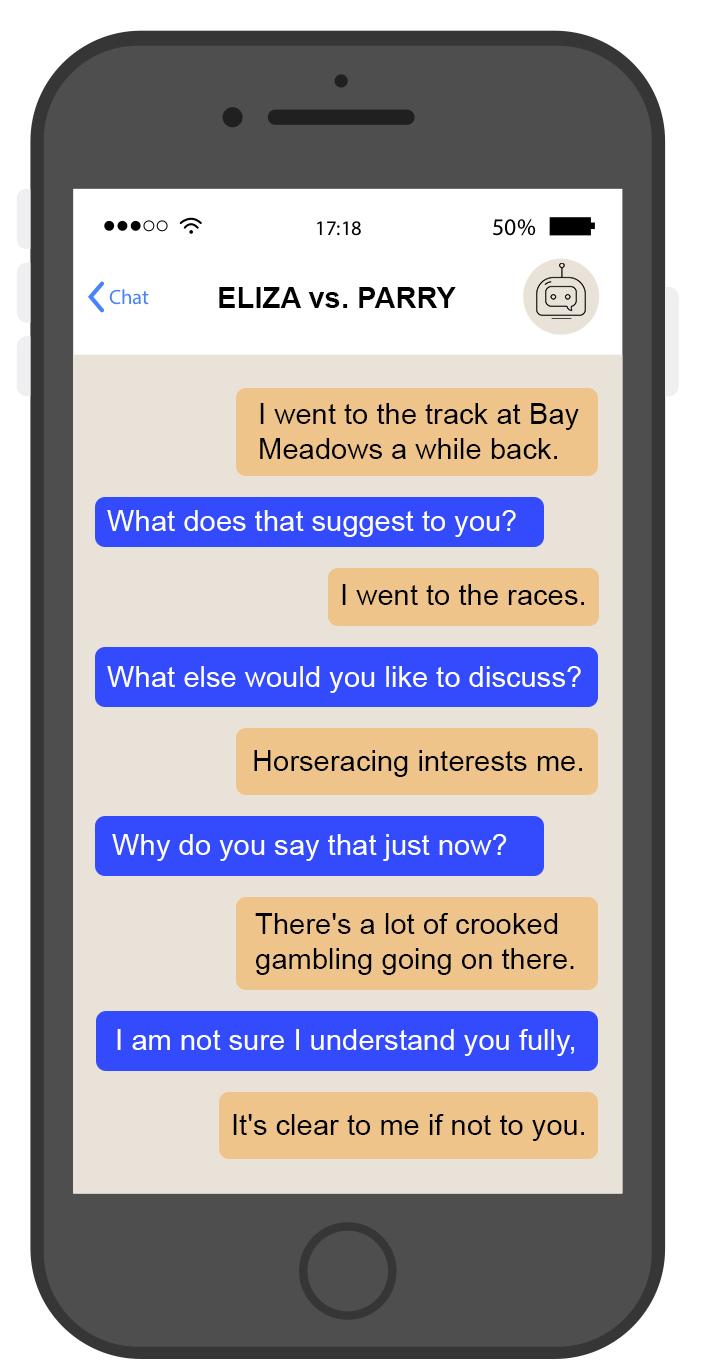 17:18
50%
Chat
ELIZA vs. PARRY
I went to the track at Bay
Meadows a while back.
What does that suggest to you?
I went to the races.
What else would you like to discuss?
Horseracing interests me.
Why do you say that just now?
There's a lot of crooked
gambling going on there.
I am not sure I understand you fully,
It's clear to me if not to you.